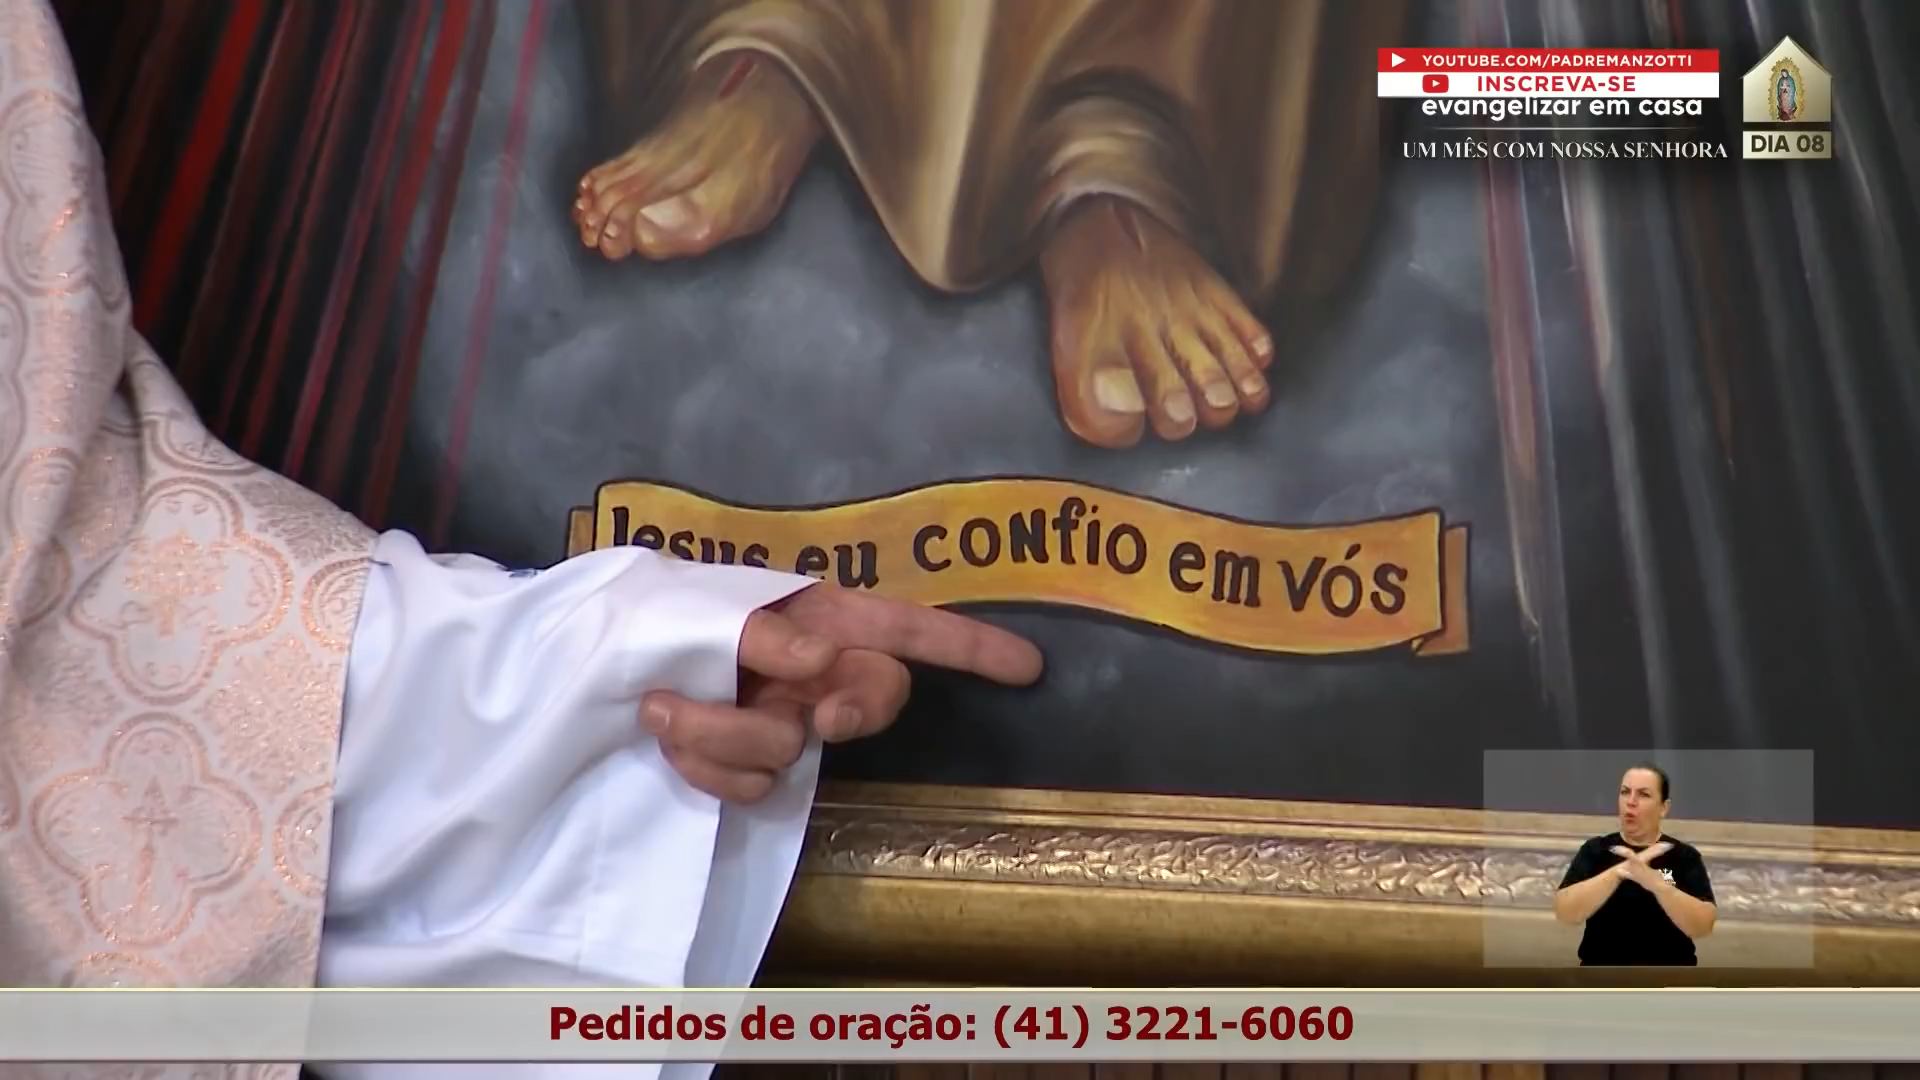 YOUTUBE.COM/PADREMANZOTTI
INSCREVA-SE
evangelizar em casa
UM MÊS COM NOSSA SENHORA
DIA 08
Jesus eu CONfiO em vós
Pedidos de oração: (41) 3221-6060